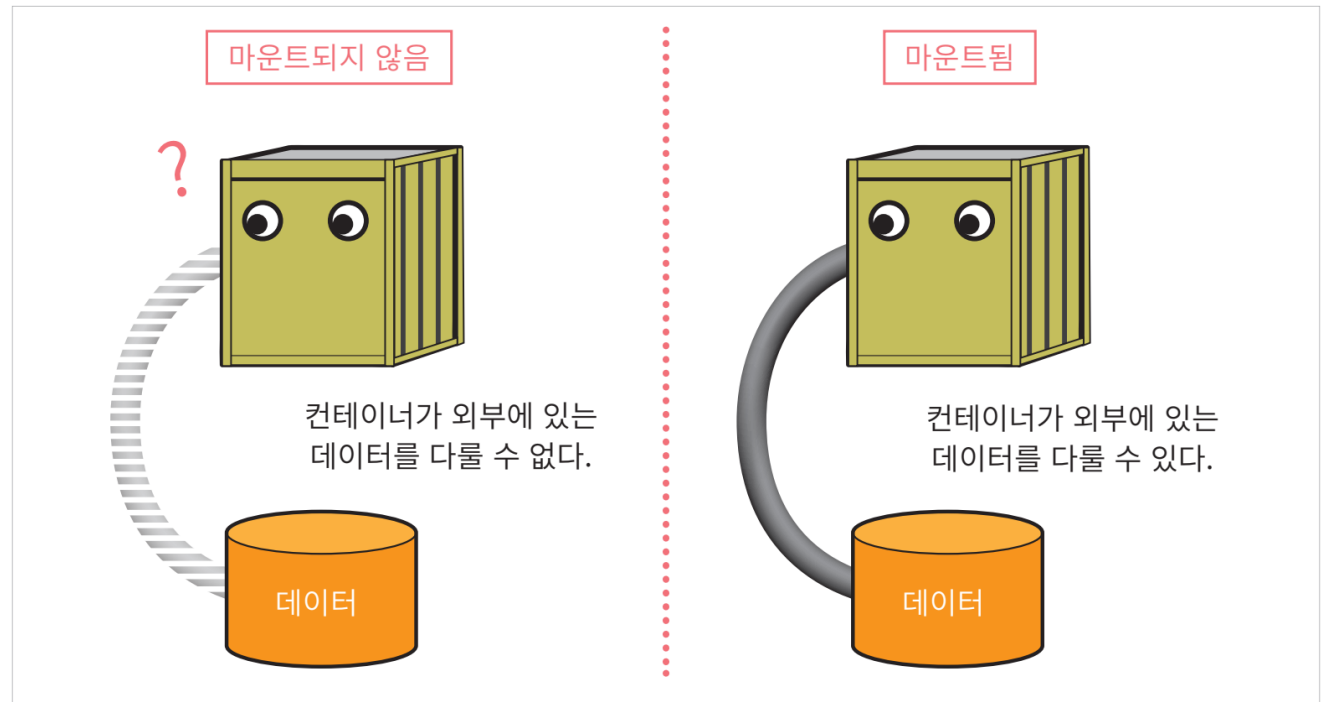 마운트되지 않음
?
컨테이너가 외부에 있는
데이터를 다룰 수 없다.
데이터
마운트됨
컨테이너가 외부에 있는
데이터를 다룰 수 있다.
데이터